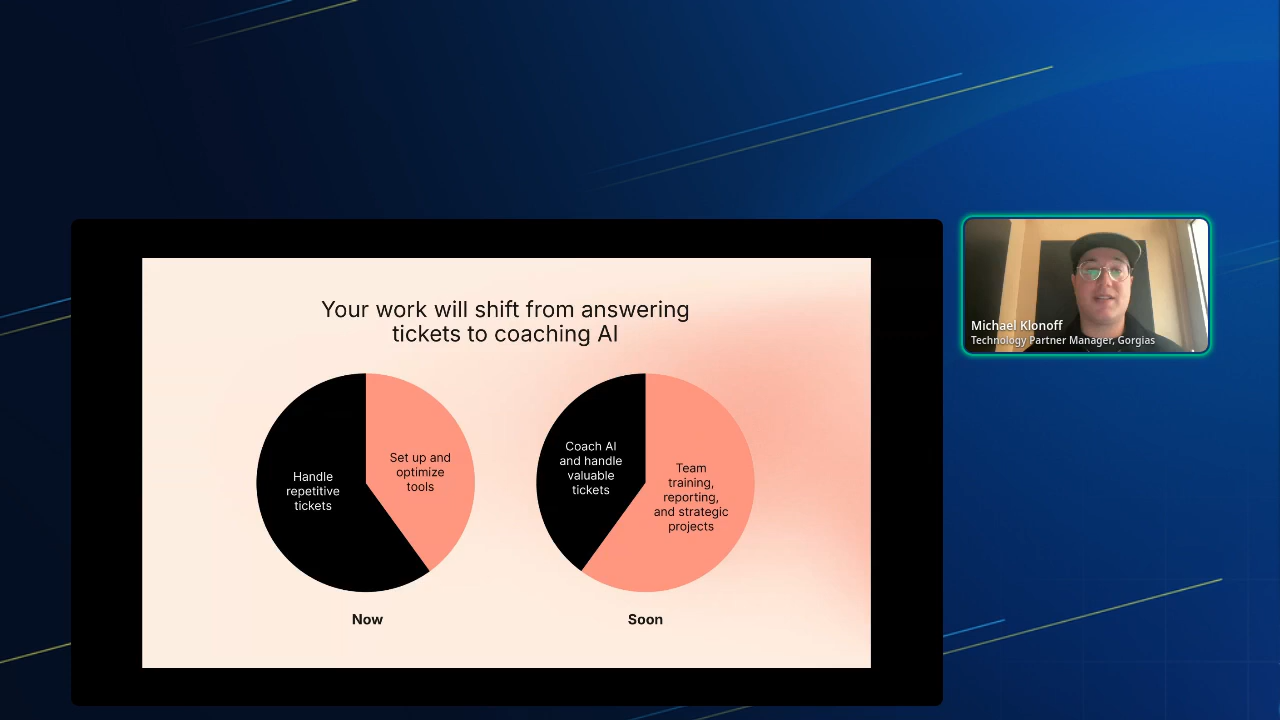 Your work will shift from answering
tickets to coaching AI
Handle
repetitive
tickets
Set up and
optimize
tools
Now
Coach AI
and handle
valuable
tickets
Team
training,
reporting,
and strategic
projects
Soon
Michael Klonoff
Technology Partner Manager, Gorgias